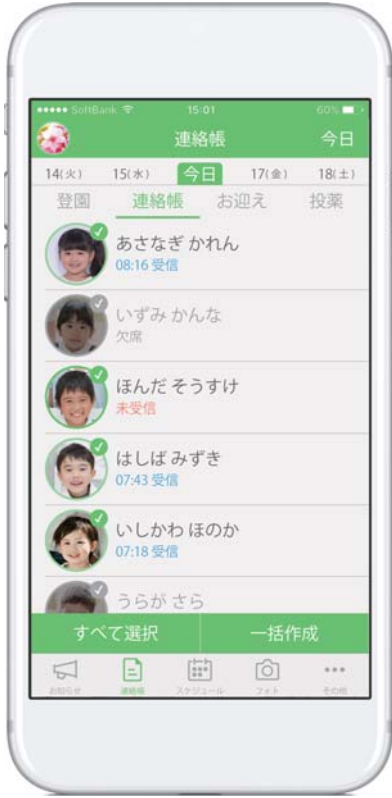 SoftBank 15:01 60%
連絡帳 今日
14(火) 15(水) 今日 17(金) 18(土)
登園 連絡帳 お迎え 投薬
あさなぎ かれん
08:16 受信
いずみ かんな
欠席
ほんだ そうすけ
未受信
はしば みずき
07:43 受信
いしかわ ほのか
07:18 受信
うらが さら
すべて選択 一括作成
お知らせ 連絡帳 スケジュール フォト その他